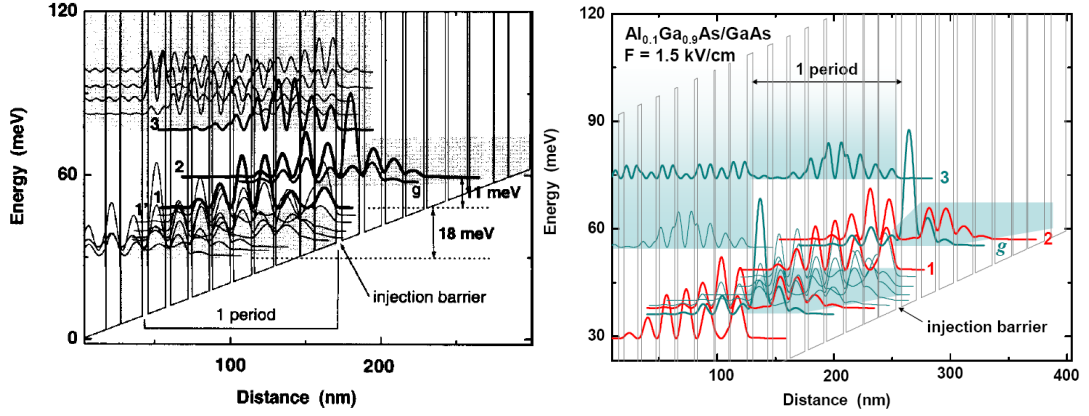 120
90
60
30
0
Energy (meV)
3
2
1
1'
g
11 meV
18 meV
injection barrier
1 period
100
200
Distance (nm)
120
90
60
30
Energy (meV)
Al0.1Ga0.9As/GaAs
F = 1.5 kV/cm
1 period
3
2
g
1
injection barrier
100
200
300
400
Distance (nm)